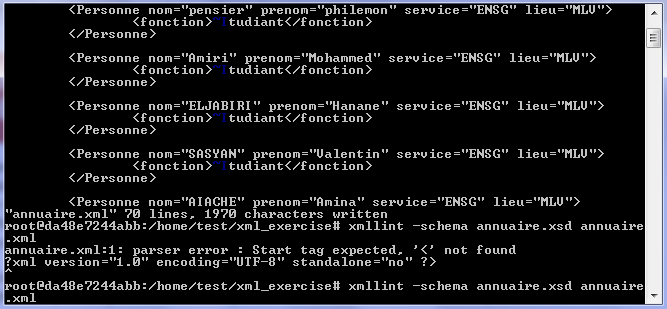 <Personne nom="pensier" prenom="philemon" service="ENSG" lieu="MLV">
<fonction>~)tudiant</fonction>
</Personne>
<Personne nom="Amiri" prenom="Mohammed" service="ENSG" lieu="MLV">
<fonction>~)tudiant</fonction>
</Personne>
<Personne nom="ELJABIRI" prenom="Hanane" service="ENSG" lieu="MLV">
<fonction>~)tudiant</fonction>
</Personne>
<Personne nom="SASYAN" prenom="Valentin" service="ENSG" lieu="MLV">
<fonction>~)tudiant</fonction>
</Personne>
<Personne nom="AIACHE" prenom="Amina" service="ENSG" lieu="MLV">
"annuaire.xml" 70 lines, 1970 characters written
root@da48e7244abb:/home/test/xml_exercise# xmllint -schema annuaire.xsd annuaire
.xml
annuaire.xml:1: parser error : Start tag expected, '<' not found
?xml version="1.0" encoding="UTF-8" standalone="no" ?>
^
root@da48e7244abb:/home/test/xml_exercise# xmllint -schema annuaire.xsd annuaire
.xml